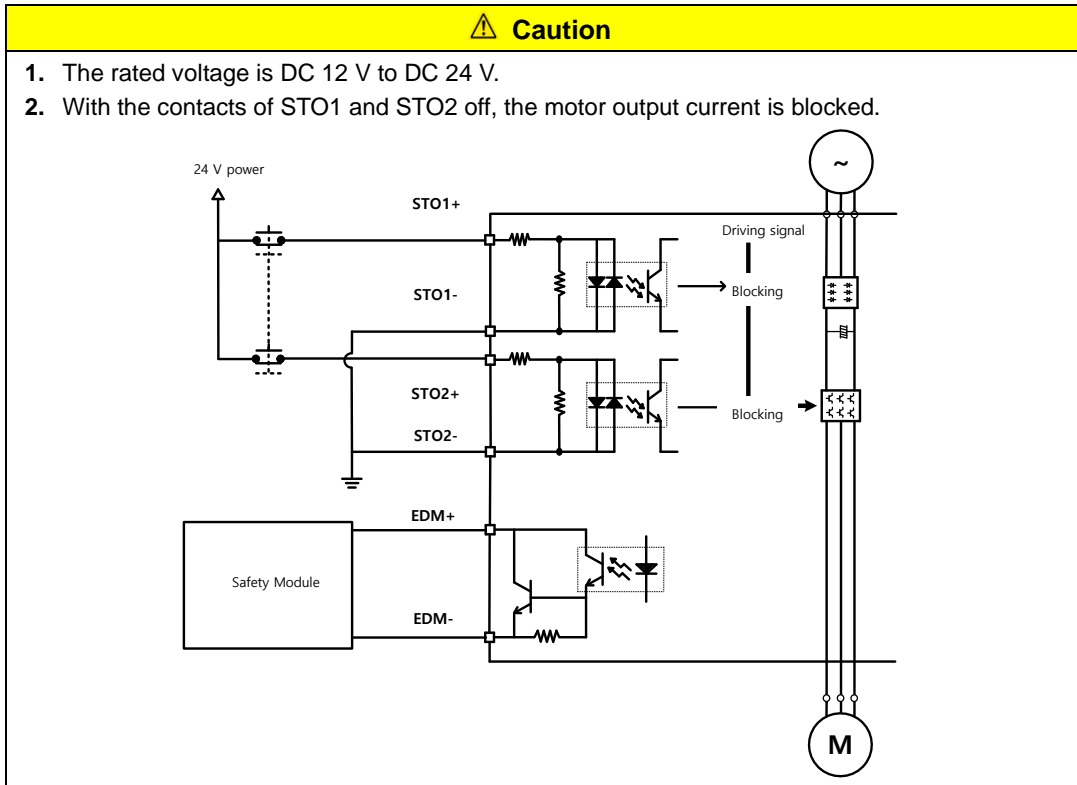 Caution
1. The rated voltage is DC 12 V to DC 24 V.
2. With the contacts of STO1 and STO2 off, the motor output current is blocked.
24 V power
~
STO1+
Driving signal
STO1-
Blocking
STO2+
Blocking
STO2-
EDM+
Safety Module
EDM-
M